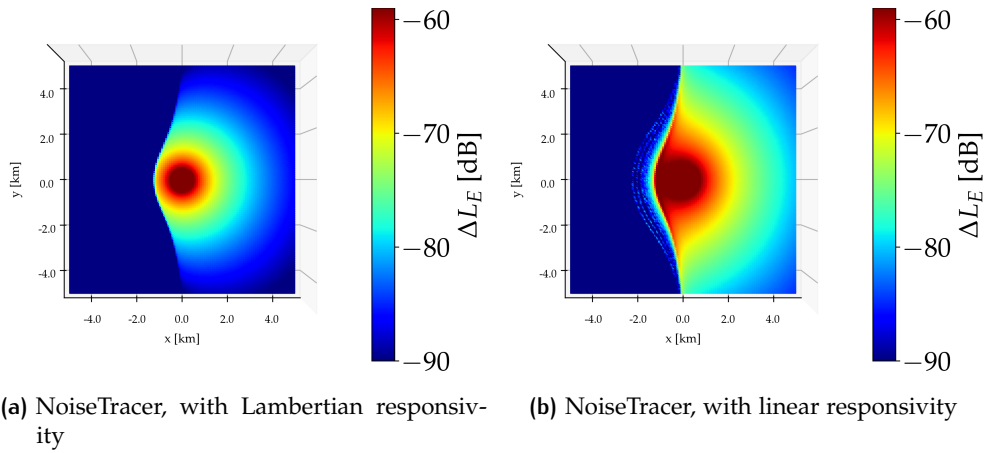 −60
−70
−80
−90
ΔL_E [dB]
4.0
2.0
0.0
-2.0
-4.0
y [km]
-4.0 -2.0 0.0 2.0 4.0
x [km]
(a) NoiseTracer, with Lambertian responsiv-
ity
−60
−70
−80
−90
ΔL_E [dB]
4.0
2.0
0.0
-2.0
-4.0
y [km]
-4.0 -2.0 0.0 2.0 4.0
x [km]
(b) NoiseTracer, with linear responsivity